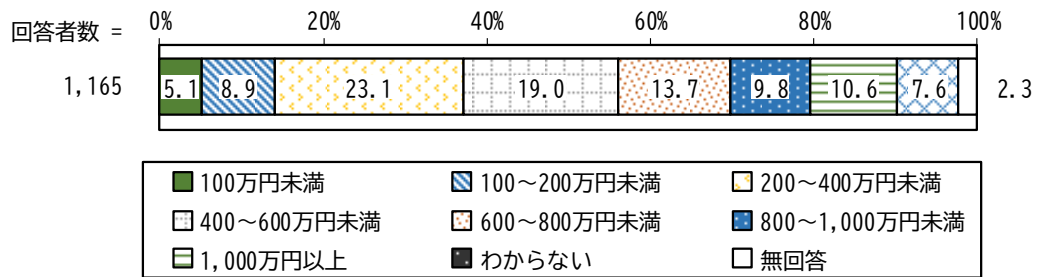 0% 20% 40% 60% 80% 100%
回答者数 =
1,165 5.1 8.9 23.1 19.0 13.7 9.8 10.6 7.6 2.3
100万円未満 100～200万円未満 200～400万円未満
400～600万円未満 600～800万円未満 800～1,000万円未満
1,000万円以上 わからない 無回答